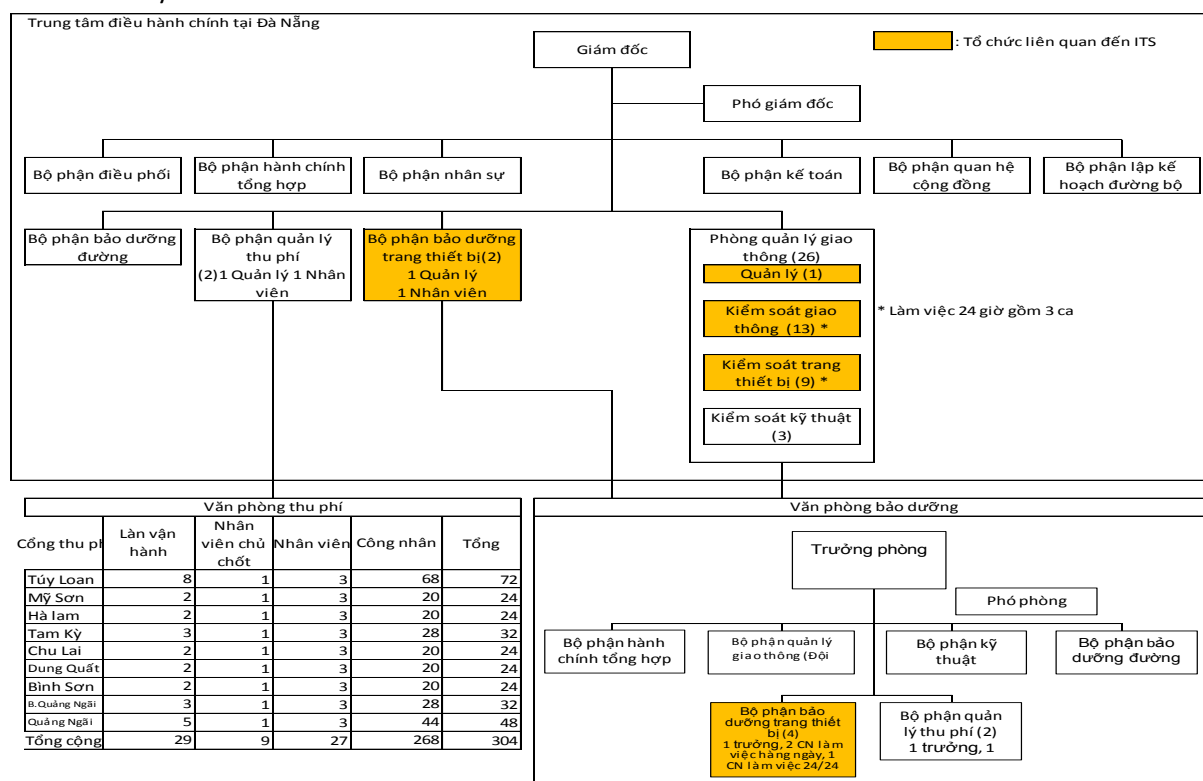 Trung tâm điều hành chính tại Đà Nẵng
Giám đốc
: Tổ chức liên quan đến ITS
Phó giám đốc
Bộ phận điều phối
Bộ phận hành chính
tổng hợp
Bộ phận nhân sự
Bộ phận kế toán
Bộ phận quan hệ
cộng đồng
Bộ phận lập kế
hoạch đường bộ
Bộ phận bảo dưỡng
đường
Bộ phận quản lý
thu phí
(2)1 Quản lý 1 Nhân
viên
Bộ phận bảo dưỡng
trang thiết bị(2)
1 Quản lý
1 Nhân viên
Phòng quản lý giao
thông (26)
Quản lý (1)
Kiểm soát giao
thông (13) *
* Làm việc 24 giờ gồm 3 ca
Kiểm soát trang
thiết bị (9) *
Kiểm soát kỹ thuật
(3)
Văn phòng thu phí
Cổng thu ph Làn vận hành Nhân viên chủ chốt Nhân viên Công nhân Tổng
Túy Loan 8 1 3 68 72
Mỹ Sơn 2 1 3 20 24
Hà lam 2 1 3 20 24
Tam Kỳ 3 1 3 28 32
Chu Lai 2 1 3 20 24
Dung Quất 2 1 3 20 24
Bình Sơn 2 1 3 20 24
B.Quảng Ngãi 3 1 3 28 32
Quảng Ngãi 5 1 3 44 48
Tổng cộng 29 9 27 268 304
Văn phòng bảo dưỡng
Trưởng phòng
Phó phòng
Bộ phận hành
chính tổng hợp
Bộ phận quản lý
giao thông (Đội
Bộ phận kỹ
thuật
Bộ phận bảo
dưỡng đường
Bộ phận bảo
dưỡng trang thiết
bị (4)
1 trưởng, 2 CN làm
việc hàng ngày, 1
CN làm việc 24/24
Bộ phận quản
lý thu phí (2)
1 trưởng, 1